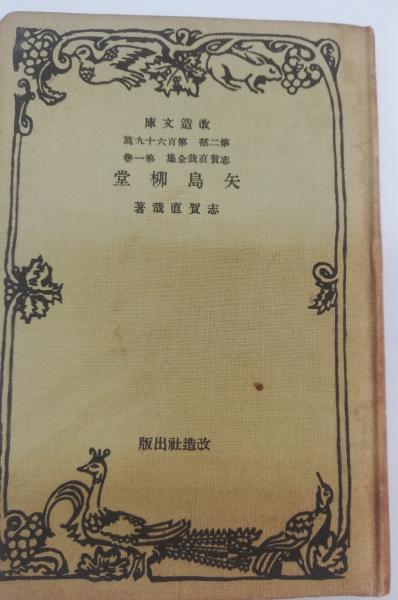 改造文庫
第二部 第百六十九篇
志賀直哉全集 第一卷
矢島柳堂
志賀直哉著
改造社出版